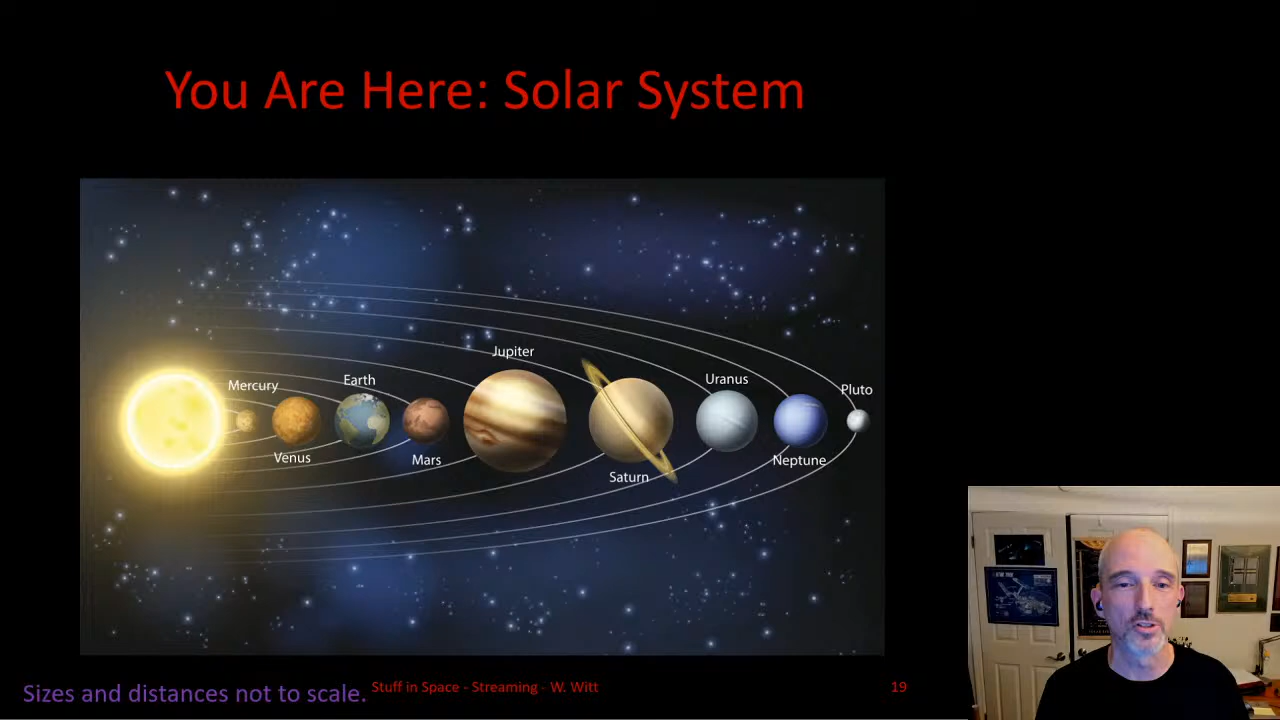 You Are Here: Solar System
Jupiter
Mercury
Earth
Uranus
Pluto
Venus
Mars
Saturn
Neptune
Sizes and distances not to scale.
Stuff in Space - Streaming - W. Witt
19